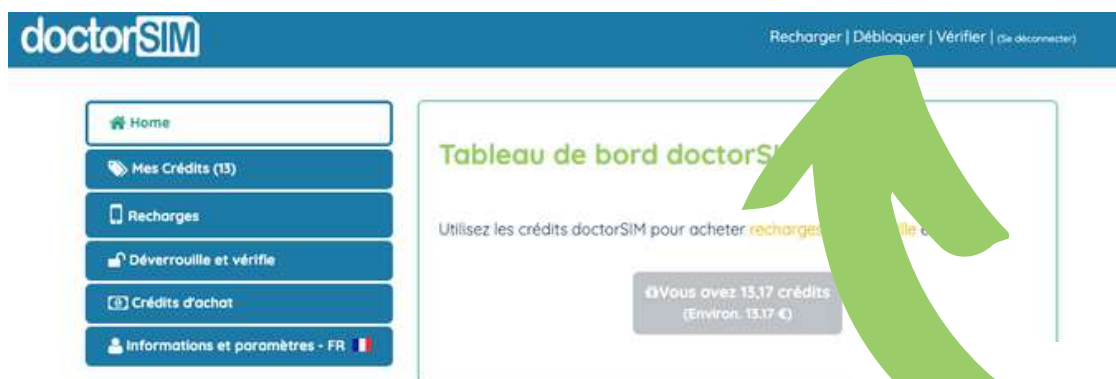 doctorSIM
Recharger | Débloquer | Vérifier | (Se déconnecter)
Home
Mes Crédits (13)
Recharges
Déverrouille et vérifie
Crédits d'achat
Informations et paramètres - FR
Tableau de bord doctorS
Utilisez les crédits doctorSIM pour acheter recharges
Vous avez 13,17 crédits
(Environ. 13.17 €)